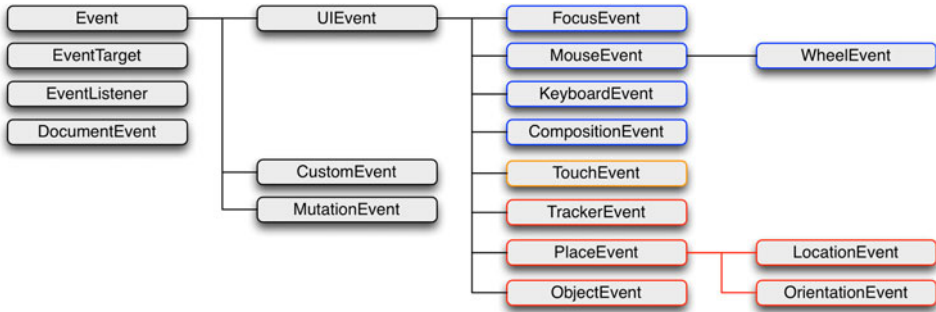 Event
UIEvent
FocusEvent
EventTarget
MouseEvent
WheelEvent
EventListener
KeyboardEvent
DocumentEvent
CompositionEvent
CustomEvent
TouchEvent
MutationEvent
TrackerEvent
PlaceEvent
LocationEvent
ObjectEvent
OrientationEvent